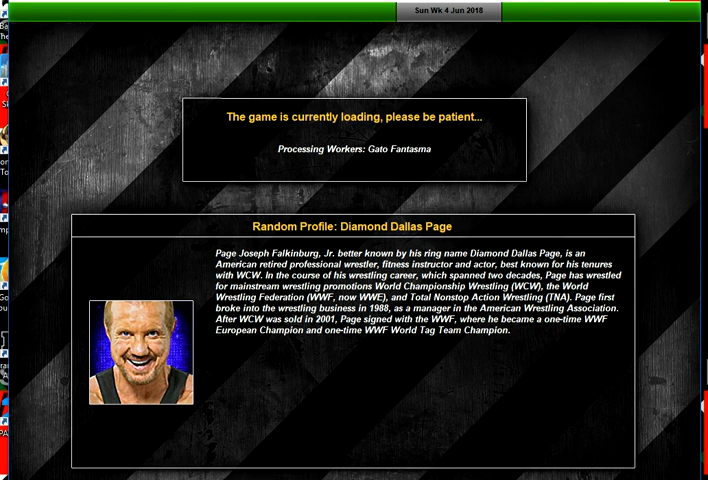 Sun Wk 4 Jun 2018
The game is currently loading, please be patient...
Processing Workers: Gato Fantasma
Random Profile: Diamond Dallas Page
Page Joseph Falkinburg, Jr. better known by his ring name Diamond Dallas Page, is an
American retired professional wrestler, fitness instructor and actor, best known for his tenures
with WCW. In the course of his wrestling career, which spanned two decades, Page has wrestled
for mainstream wrestling promotions World Championship Wrestling (WCW), the World
Wrestling Federation (WWF, now WWE), and Total Nonstop Action Wrestling (TNA). Page first
broke into the wrestling business in 1988, as a manager in the American Wrestling Association.
After WCW was sold in 2001, Page signed with the WWF, where he became a one-time WWF
European Champion and one-time WWF World Tag Team Champion.